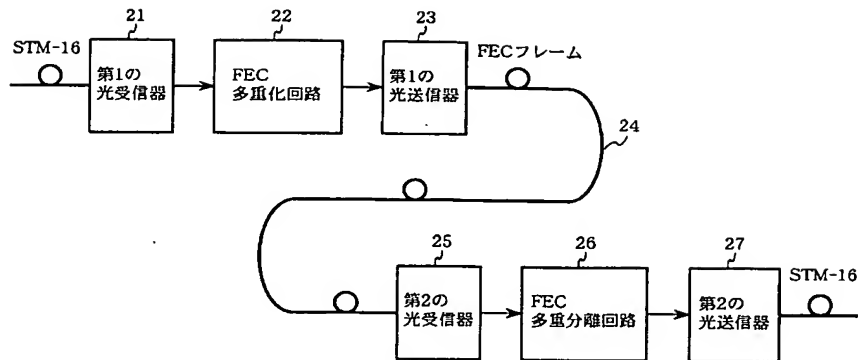 21
22
23
STM-16
第1の
光受信器
FEC
多重化回路
第1の
光送信器
FECフレーム
24
25
26
27
第2の
光受信器
FEC
多重分離回路
第2の
光送信器
STM-16